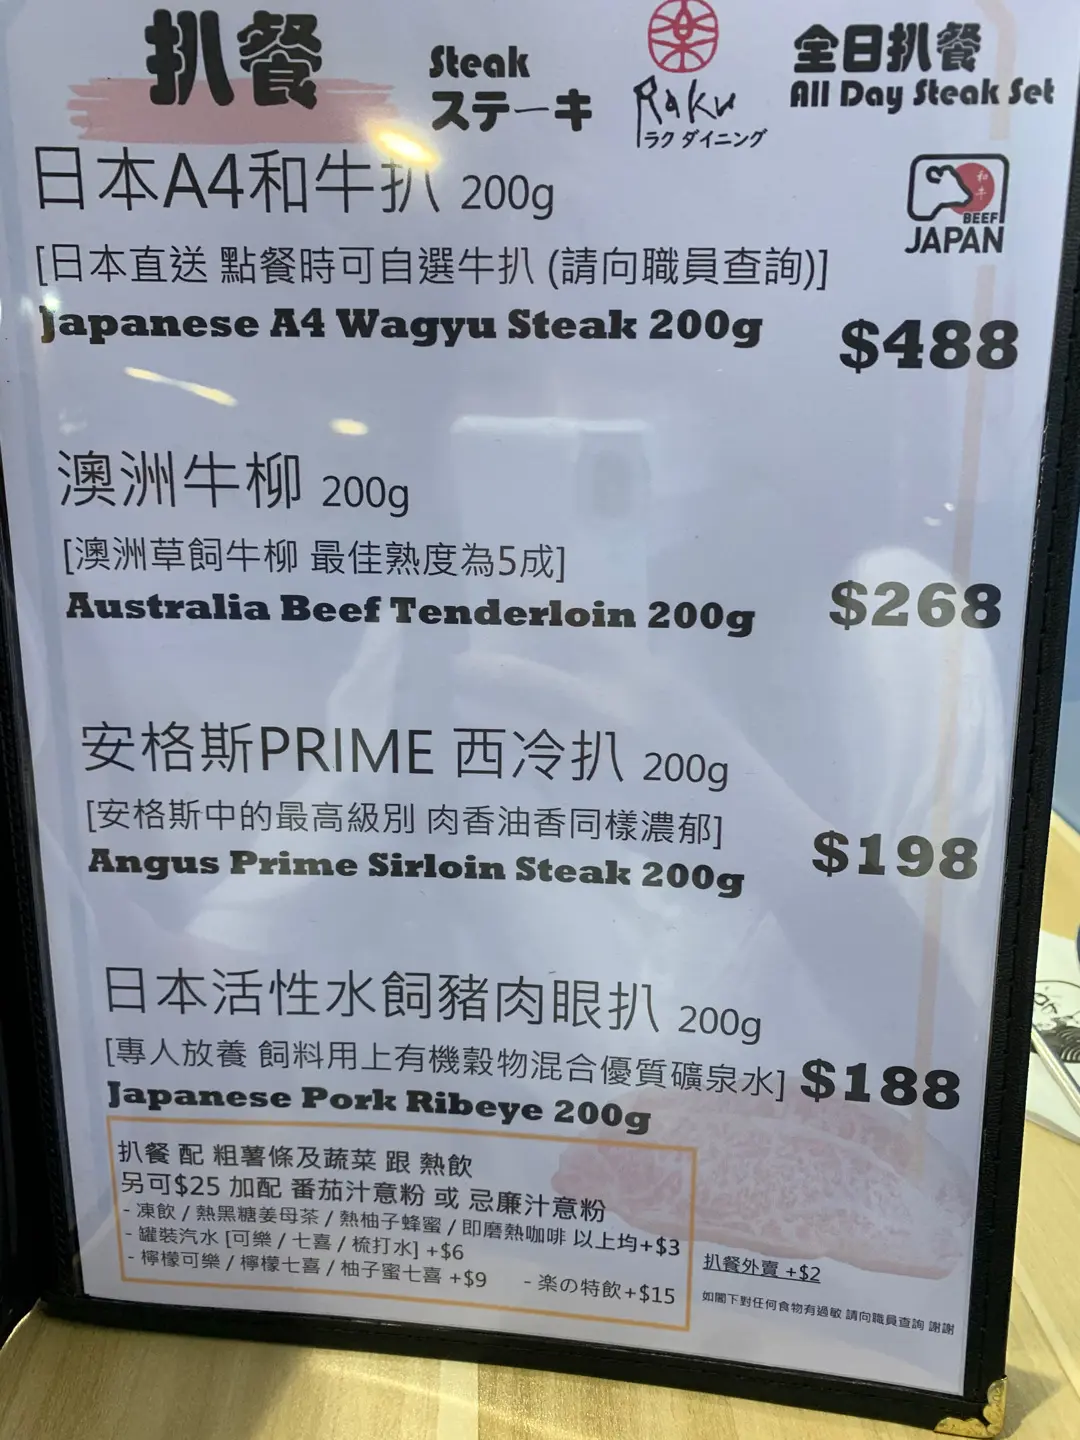 扒餐
Steak
ステーキ
Raku
ラク ダイニング
全日扒餐
All Day Steak Set
日本A4和牛扒 200g
和牛
BEEF
JAPAN
[日本直送 點餐時可自選牛扒 (請向職員查詢)]
Japanese A4 Wagyu Steak 200g $488
澳洲牛柳 200g
[澳洲草飼牛柳 最佳熟度為5成]
Australia Beef Tenderloin 200g $268
安格斯PRIME 西冷扒 200g
[安格斯中的最高級別 肉香油香同樣濃郁]
Angus Prime Sirloin Steak 200g $198
日本活性水飼豬肉眼扒 200g
[專人放養 飼料用上有機穀物混合優質礦泉水] $188
Japanese Pork Ribeye 200g
扒餐 配 粗薯條及蔬菜 跟 熱飲
另可$25 加配 番茄汁意粉 或 忌廉汁意粉
- 凍飲 / 熱黑糖姜母茶 / 熱柚子蜂蜜 / 即磨熱咖啡 以上均+$3
- 罐裝汽水 [可樂 / 七喜 / 梳打水] +$6
- 檸檬可樂 / 檸檬七喜 / 柚子蜜七喜 +$9 - 楽の特飲+$15
扒餐外賣 +$2
如閣下對任何食物有過敏 請向職員查詢 謝謝